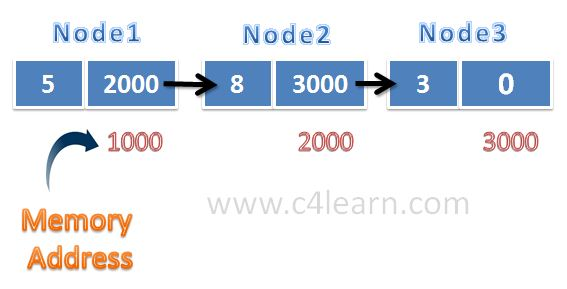 Node1 Node2 Node3
5 2000 8 3000 3 0
1000 2000 3000
www.c4learn.com
Memory
Address